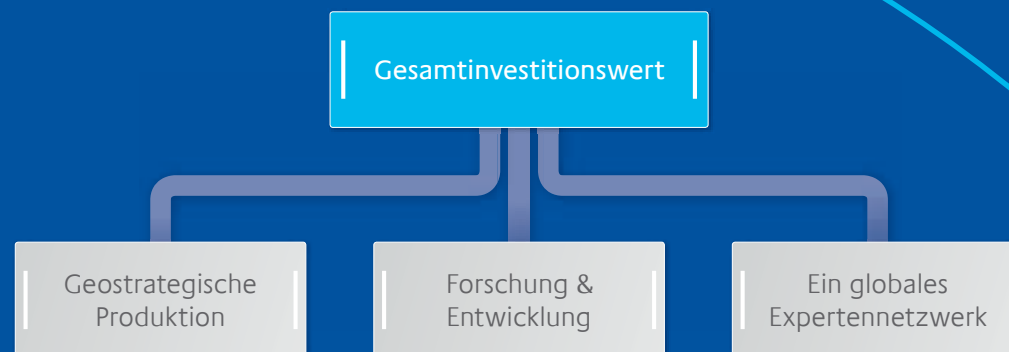 Gesamtinvestitionswert
Geostrategische
Produktion
Forschung &
Entwicklung
Ein globales
Expertennetzwerk